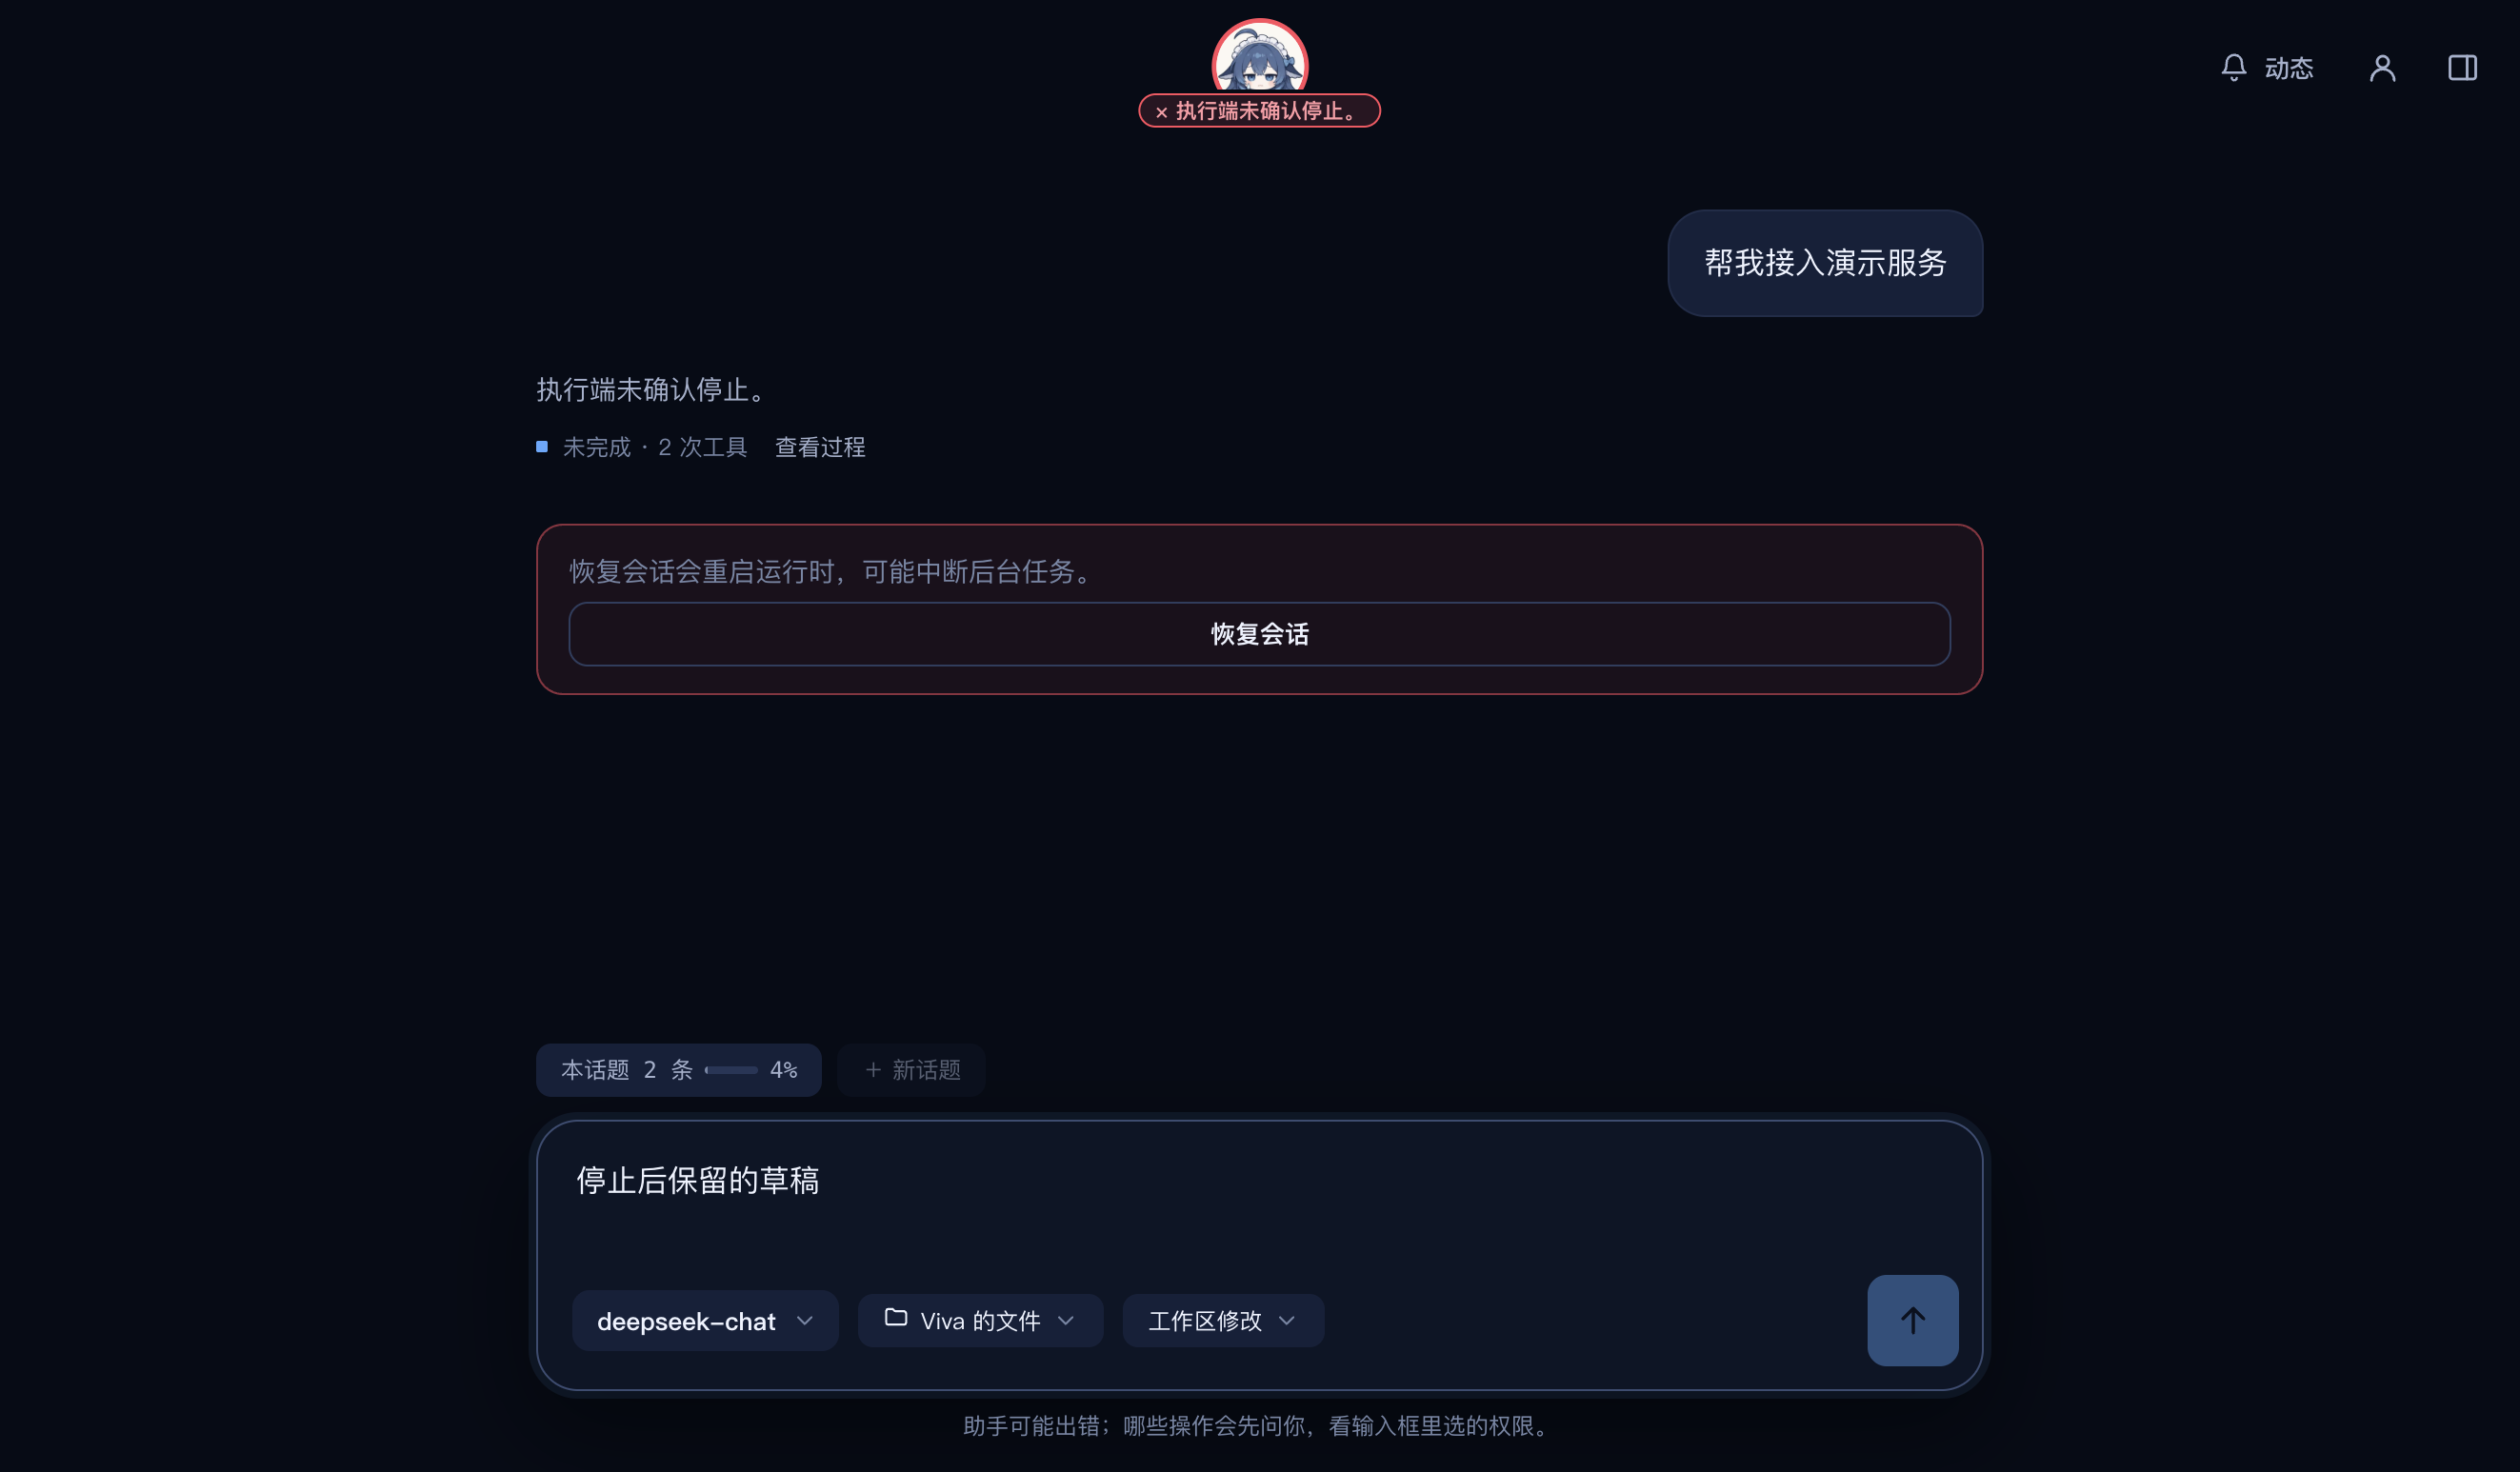 × 执行端未确认停止。
动态
帮我接入演示服务
执行端未确认停止。
未完成 · 2 次工具 查看过程
恢复会话会重启运行时，可能中断后台任务。
恢复会话
本话题 2 条 4% + 新话题
停止后保留的草稿
deepseek-chat Viva 的文件 工作区修改
助手可能出错；哪些操作会先问你，看输入框里选的权限。